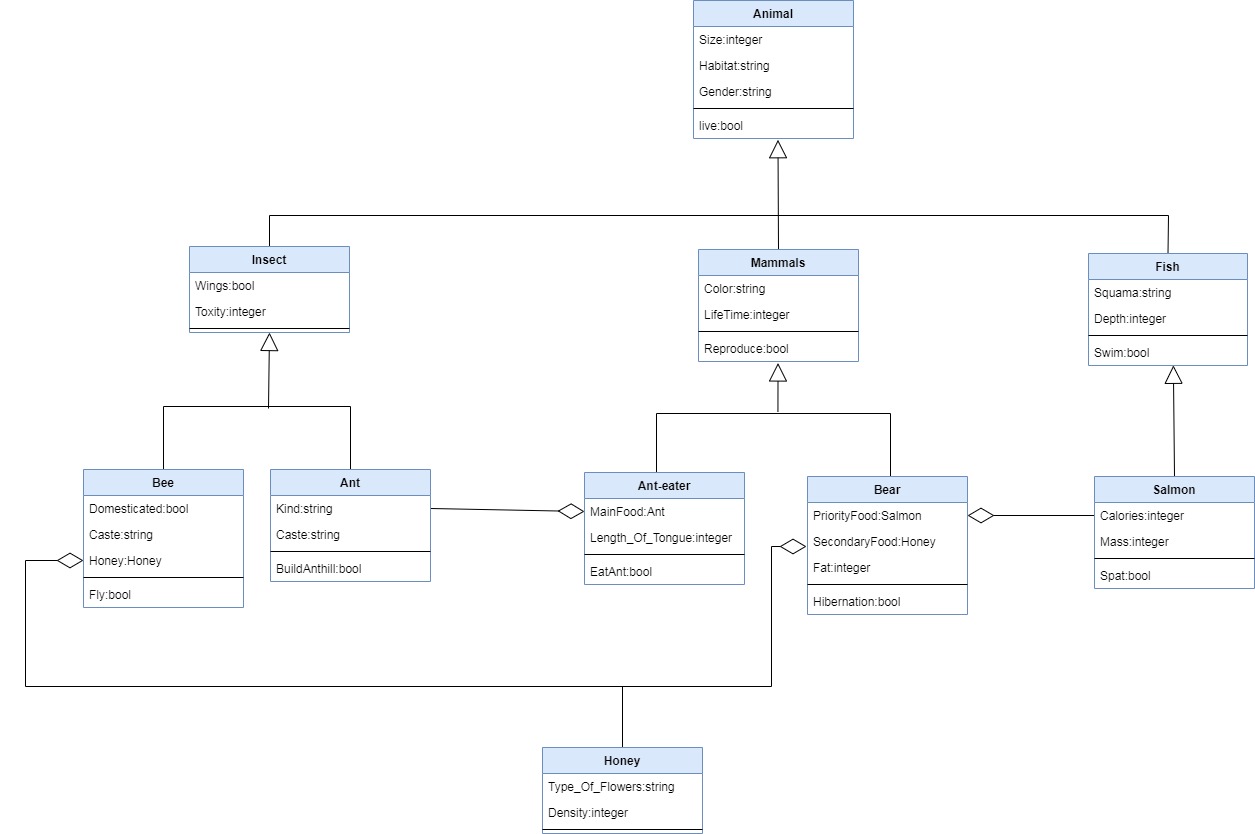 Animal
Size:integer
Habitat:string
Gender:string
live:bool
Insect
Wings:bool
Toxity:integer
Mammals
Color:string
LifeTime:integer
Reproduce:bool
Fish
Squama:string
Depth:integer
Swim:bool
Bee
Domesticated:bool
Caste:string
Honey:Honey
Fly:bool
Ant
Kind:string
Caste:string
BuildAnthill:bool
Ant-eater
MainFood:Ant
Length_Of_Tongue:integer
EatAnt:bool
Bear
PriorityFood:Salmon
SecondaryFood:Honey
Fat:integer
Hibernation:bool
Salmon
Calories:integer
Mass:integer
Spat:bool
Honey
Type_Of_Flowers:string
Density:integer